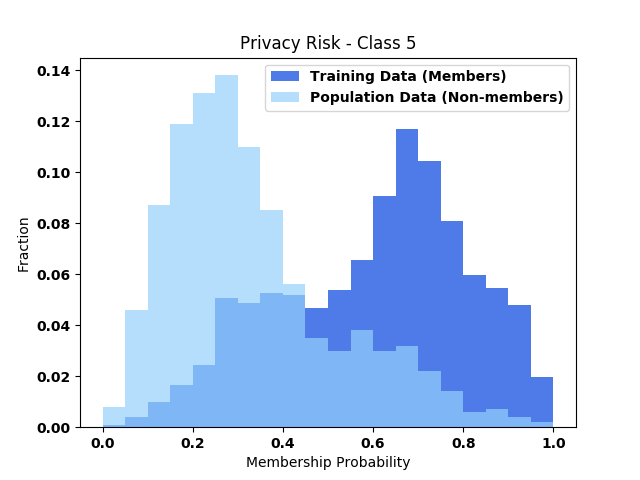 Privacy Risk - Class 5
Training Data (Members)
Population Data (Non-members)
Fraction
0.14
0.12
0.10
0.08
0.06
0.04
0.02
0.00
0.0 0.2 0.4 0.6 0.8 1.0
Membership Probability